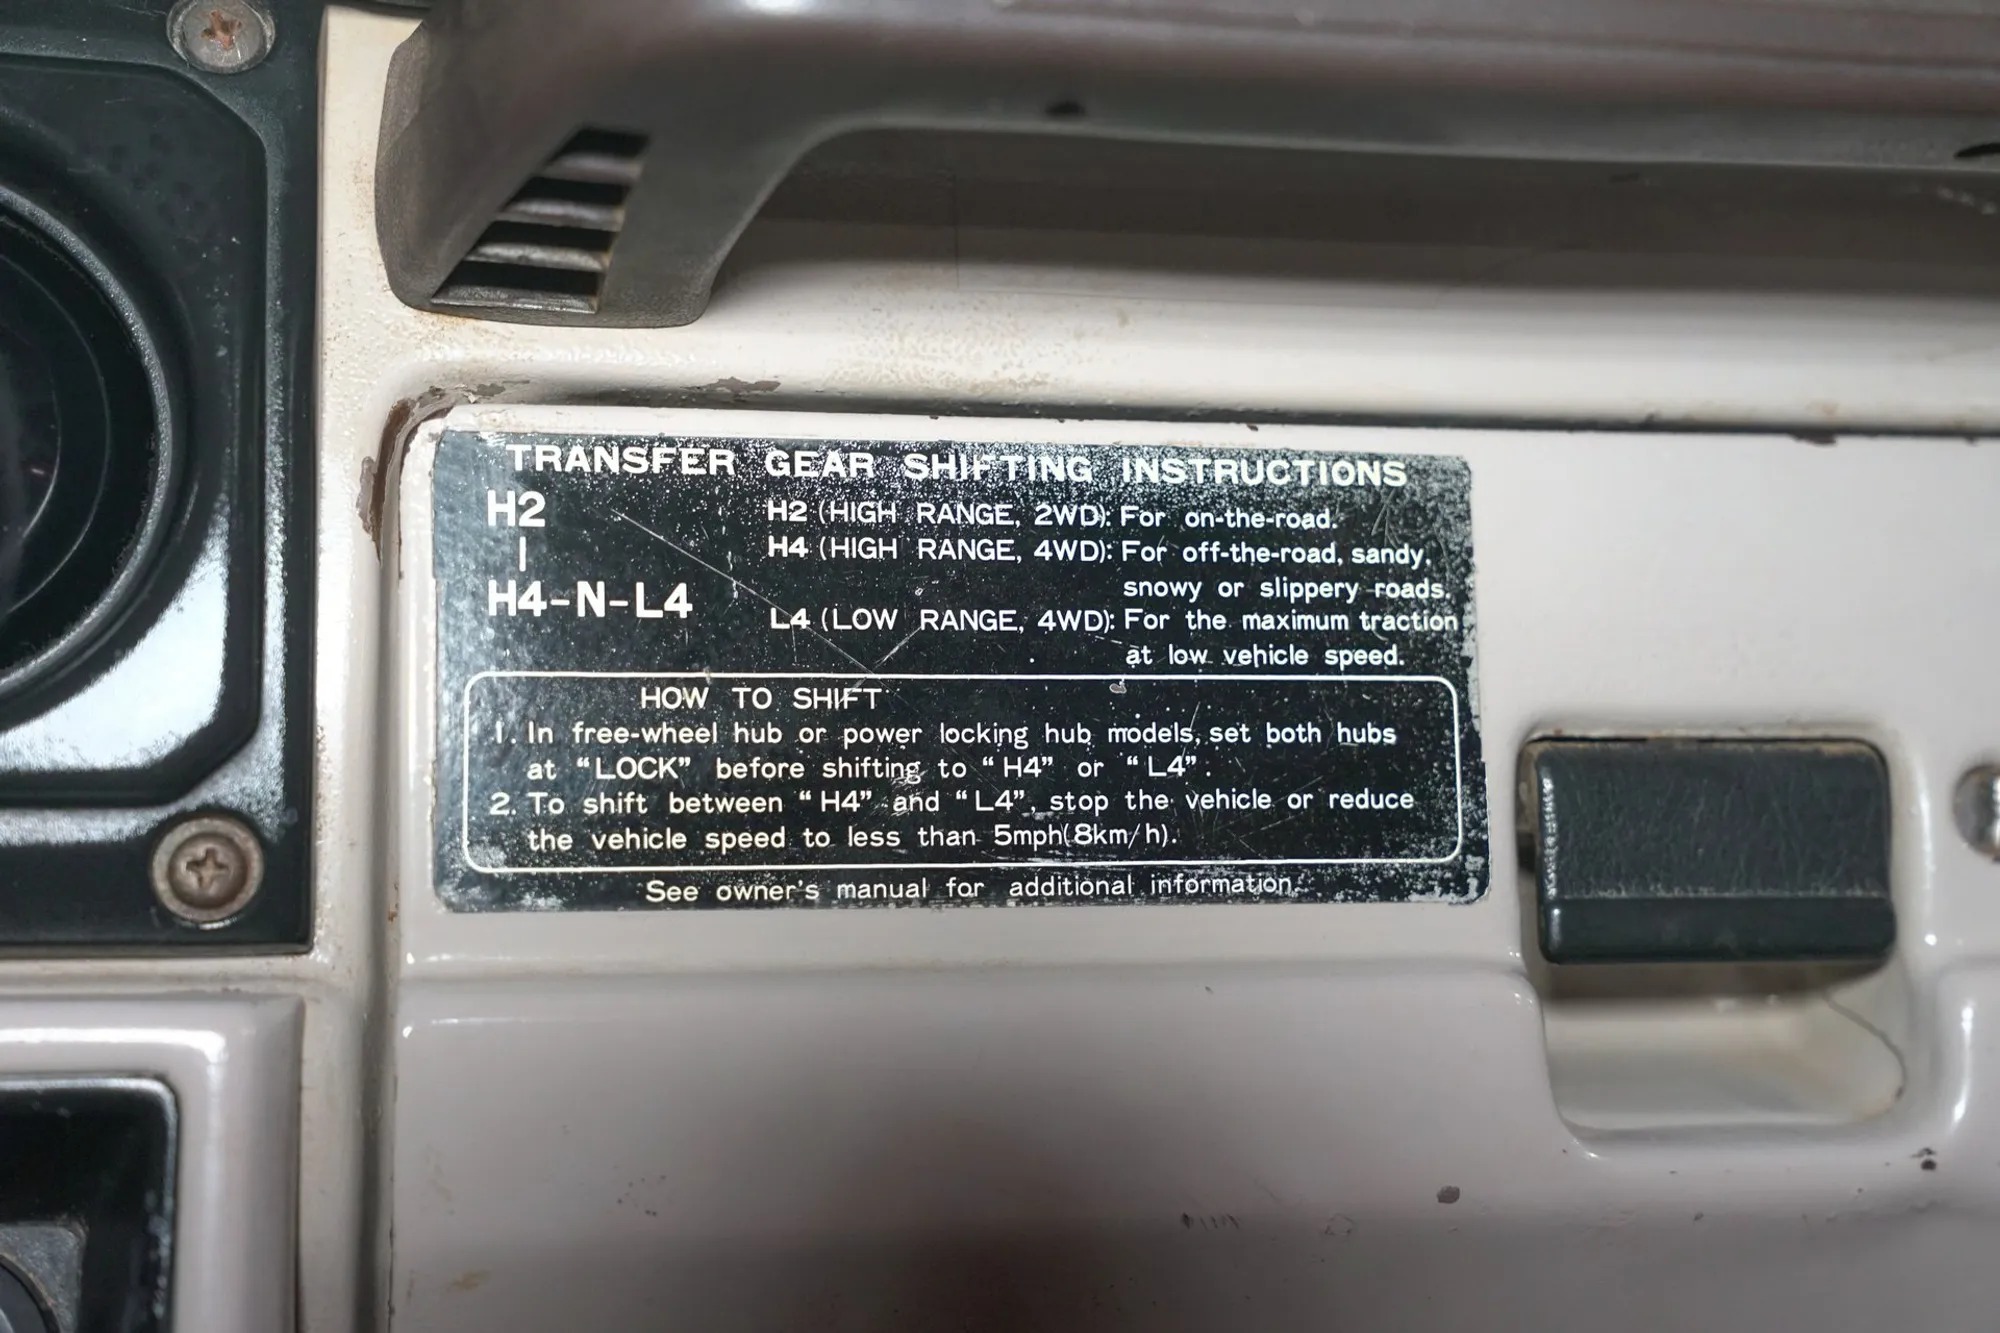 TRANSFER GEAR SHIFTING INSTRUCTIONS
H2
|
H4-N-L4
H2 (HIGH RANGE, 2WD): For on-the-road.
H4 (HIGH RANGE, 4WD): For off-the-road, sandy,
snowy or slippery roads.
L4 (LOW RANGE, 4WD): For the maximum traction
at low vehicle speed.
HOW TO SHIFT
1. In free-wheel hub or power locking hub models, set both hubs
at “LOCK” before shifting to “H4” or “L4”.
2. To shift between “H4” and “L4”, stop the vehicle or reduce
the vehicle speed to less than 5mph(8km/h).
See owner's manual for additional information.